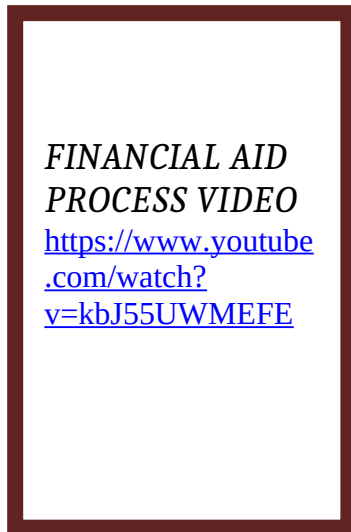 FINANCIAL AID
PROCESS VIDEO
https://www.youtube
.com/watch?
v=kbJ55UWMEFE